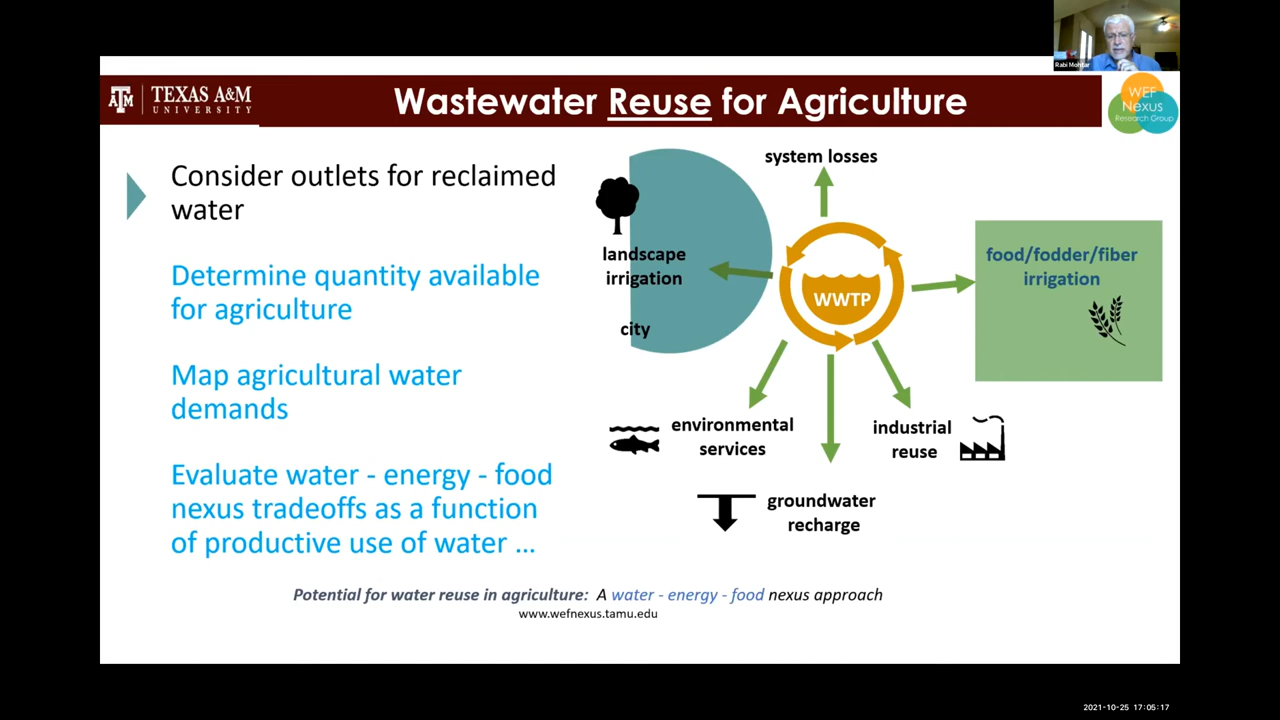 Rabi Mohtar
TEXAS A&M
UNIVERSITY
ATM
Wastewater Reuse for Agriculture
WEF
Nexus
Research Group
Consider outlets for reclaimed
water
Determine quantity available
for agriculture
Map agricultural water
demands
Evaluate water - energy - food
nexus tradeoffs as a function
of productive use of water ...
system losses
landscape
irrigation
city
WWTP
food/fodder/fiber
irrigation
environmental
services
industrial
reuse
groundwater
recharge
Potential for water reuse in agriculture: A water - energy - food nexus approach
www.wefnexus.tamu.edu
2021-10-25 17:05:17